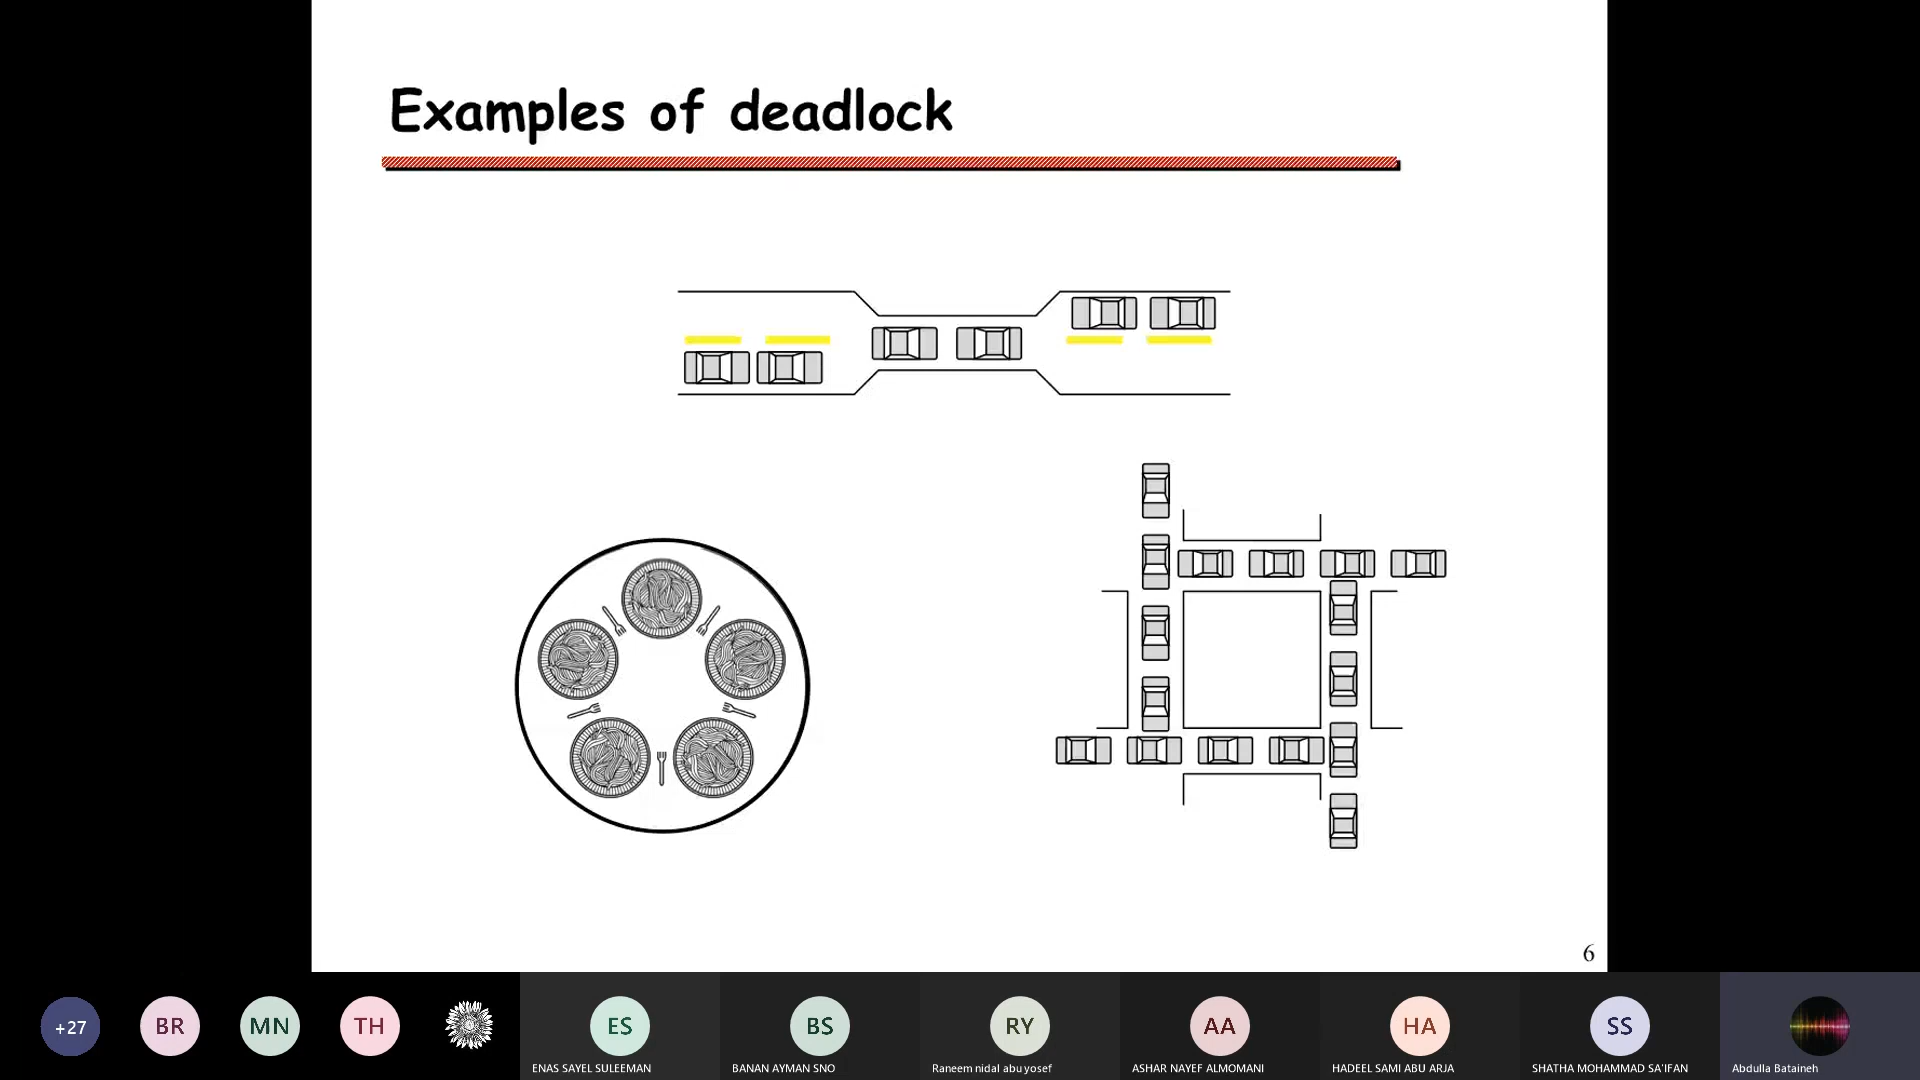 Examples of deadlock
6
+27
BR
MN
TH
ES
BS
RY
AA
HA
SS
ENAS SAYEL SULEEMAN
BANAN AYMAN SNO
Raneem nidal abu yosef
ASHAR NAYEF ALMOMANI
HADEEL SAMI ABU ARJA
SHATHA MOHAMMAD SA'IFAN
Abdulla Bataineh